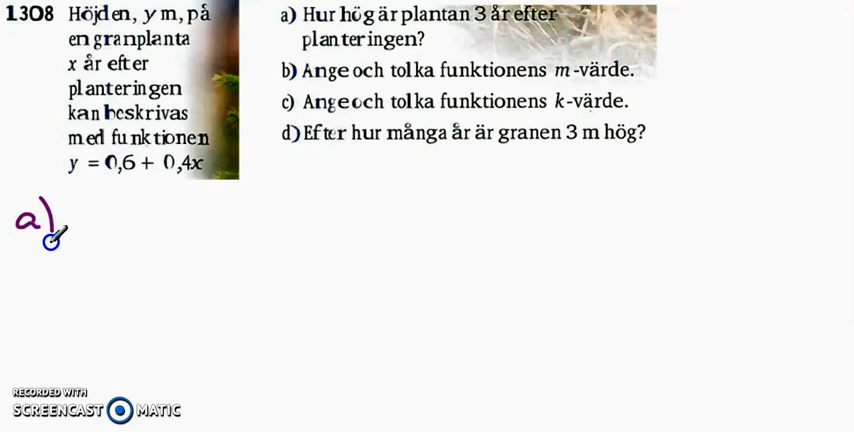 1308 Höjden, y m, på
en granplanta
x år efter
planteringen
kan beskrivas
med funktionen
y = 0,6 + 0,4x
a) Hur hög är plantan 3 år efter
planteringen?
b) Ange och tolka funktionens m-värde.
c) Ange och tolka funktionens k-värde.
d) Efter hur många år är granen 3 m hög?
a)
RECORDED WITH
SCREENCAST O MATIC